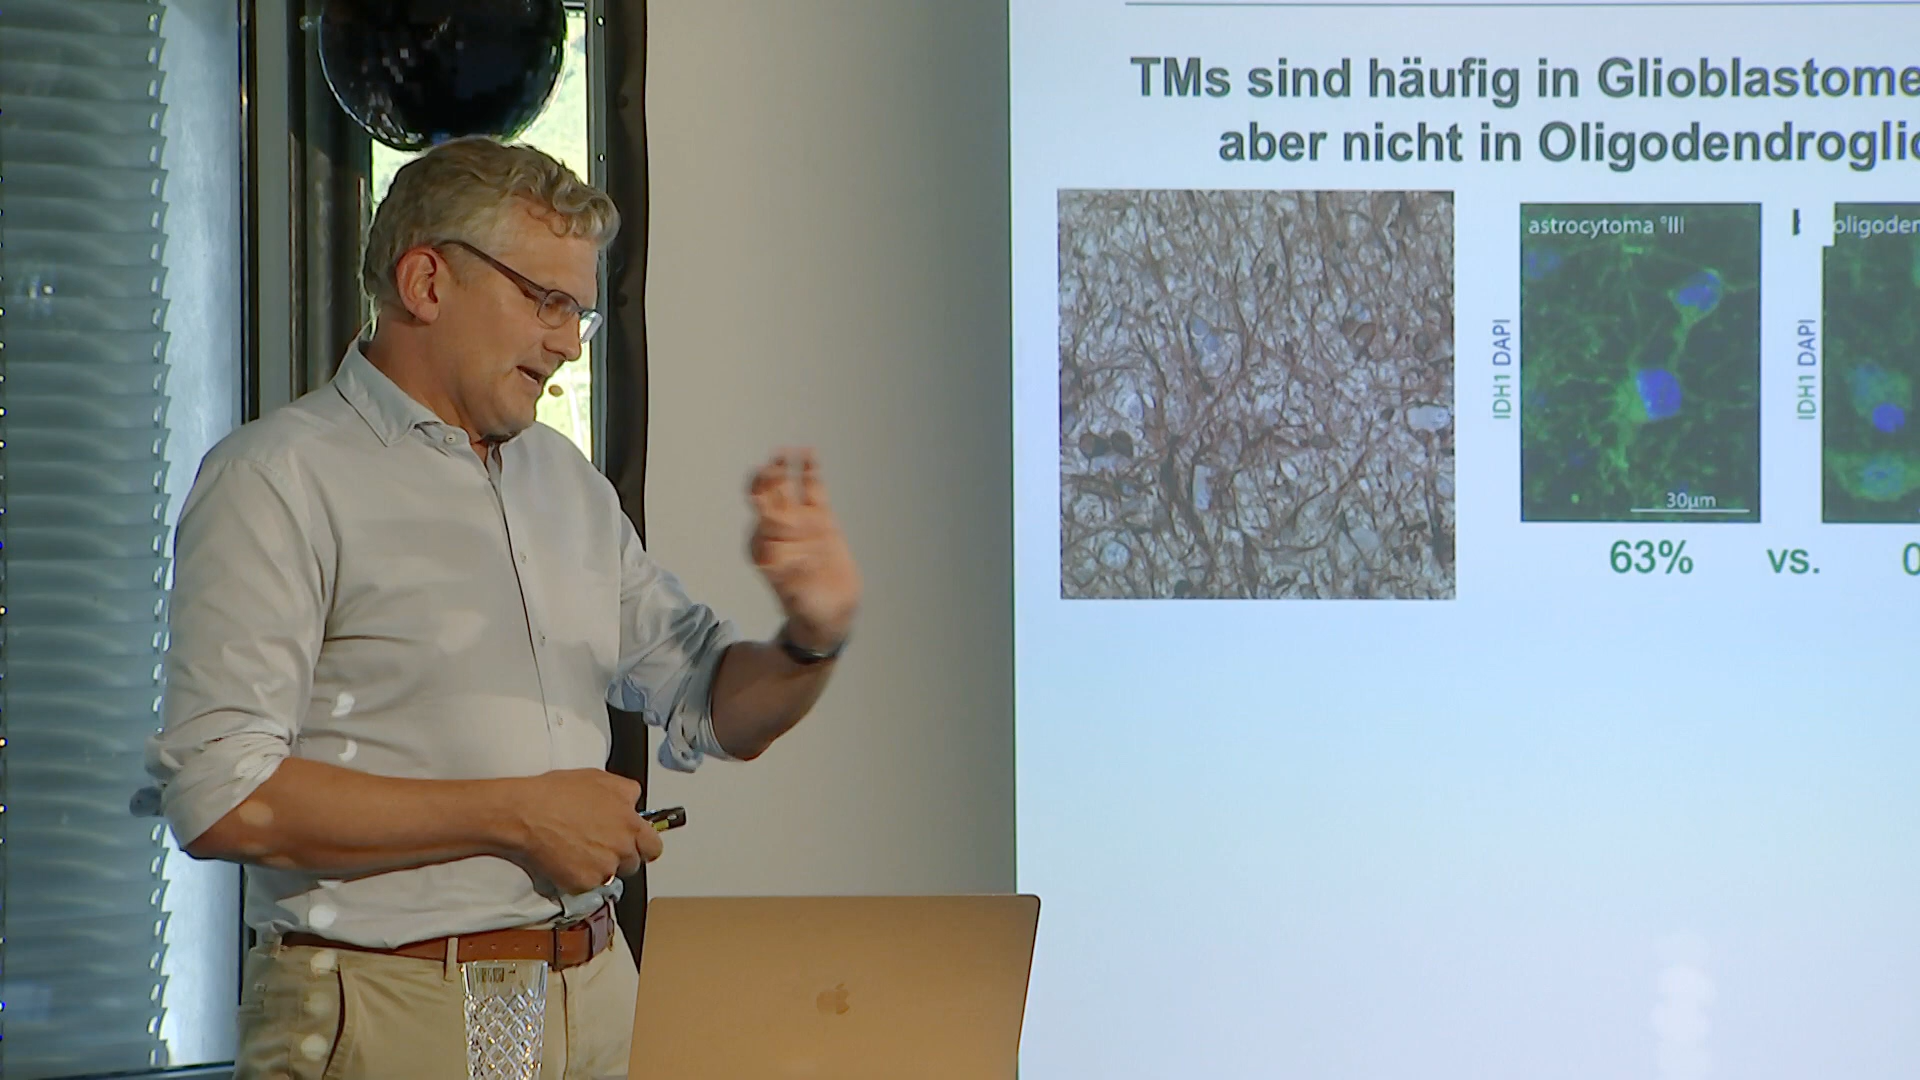 TMs sind häufig in Glioblastome
aber nicht in Oligodendroglio
astrocytoma °III
oligoden
IDH1 DAPI
IDH1 DAPI
30µm
63% vs. 0